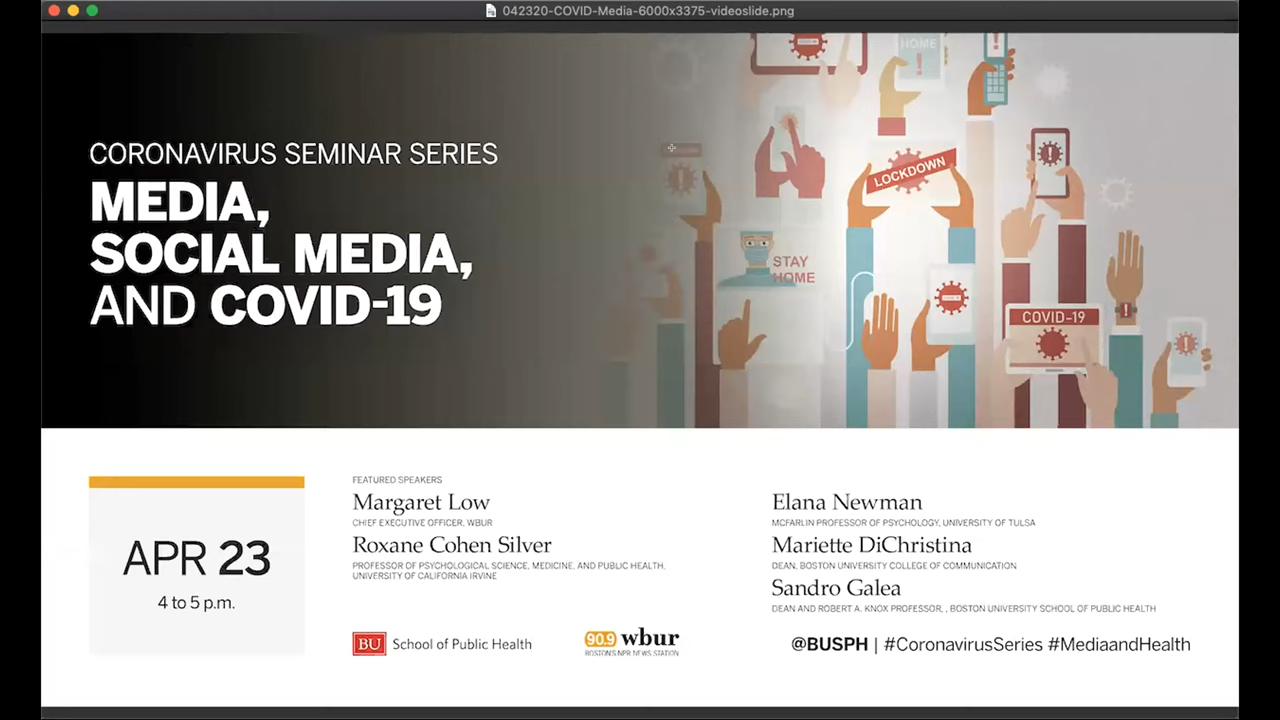 042320-COVID-Media-6000x3375-videoslide.png
HOME
CORONAVIRUS SEMINAR SERIES
MEDIA,
SOCIAL MEDIA,
AND COVID-19
LOCKDOWN
STAY
HOME
COVID-19
APR 23
4 to 5 p.m.
FEATURED SPEAKERS
Margaret Low
CHIEF EXECUTIVE OFFICER, WBUR
Roxane Cohen Silver
PROFESSOR OF PSYCHOLOGICAL SCIENCE, MEDICINE, AND PUBLIC HEALTH,
UNIVERSITY OF CALIFORNIA IRVINE
Elana Newman
MCFARLIN PROFESSOR OF PSYCHOLOGY, UNIVERSITY OF TULSA
Mariette DiChristina
DEAN, BOSTON UNIVERSITY COLLEGE OF COMMUNICATION
Sandro Galea
DEAN AND ROBERT A. KNOX PROFESSOR, , BOSTON UNIVERSITY SCHOOL OF PUBLIC HEALTH
BU School of Public Health
90.9 wbur
BOSTON'S NPR NEWS STATION
@BUSPH | #CoronavirusSeries #MediaandHealth